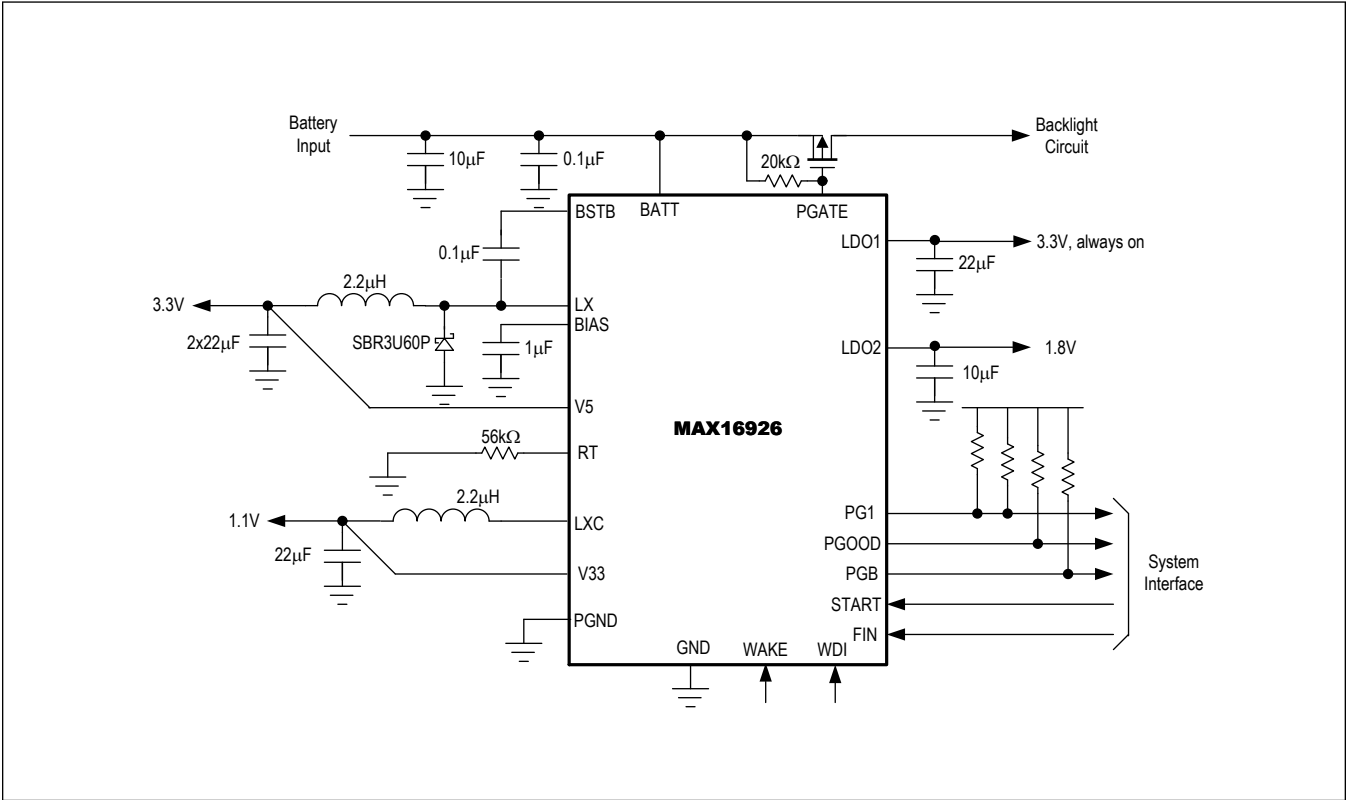 Battery
Input
Backlight
Circuit
10μF
0.1μF
20kΩ
BSTB
BATT
PGATE
LDO1
3.3V, always on
0.1μF
22μF
2.2μH
3.3V
LX
BIAS
2x22μF
SBR3U60P
1μF
LDO2
1.8V
10μF
V5
MAX16926
56kΩ
RT
2.2μH
1.1V
LXC
PG1
22μF
PGOOD
V33
PGB
System
Interface
START
PGND
FIN
GND
WAKE
WDI